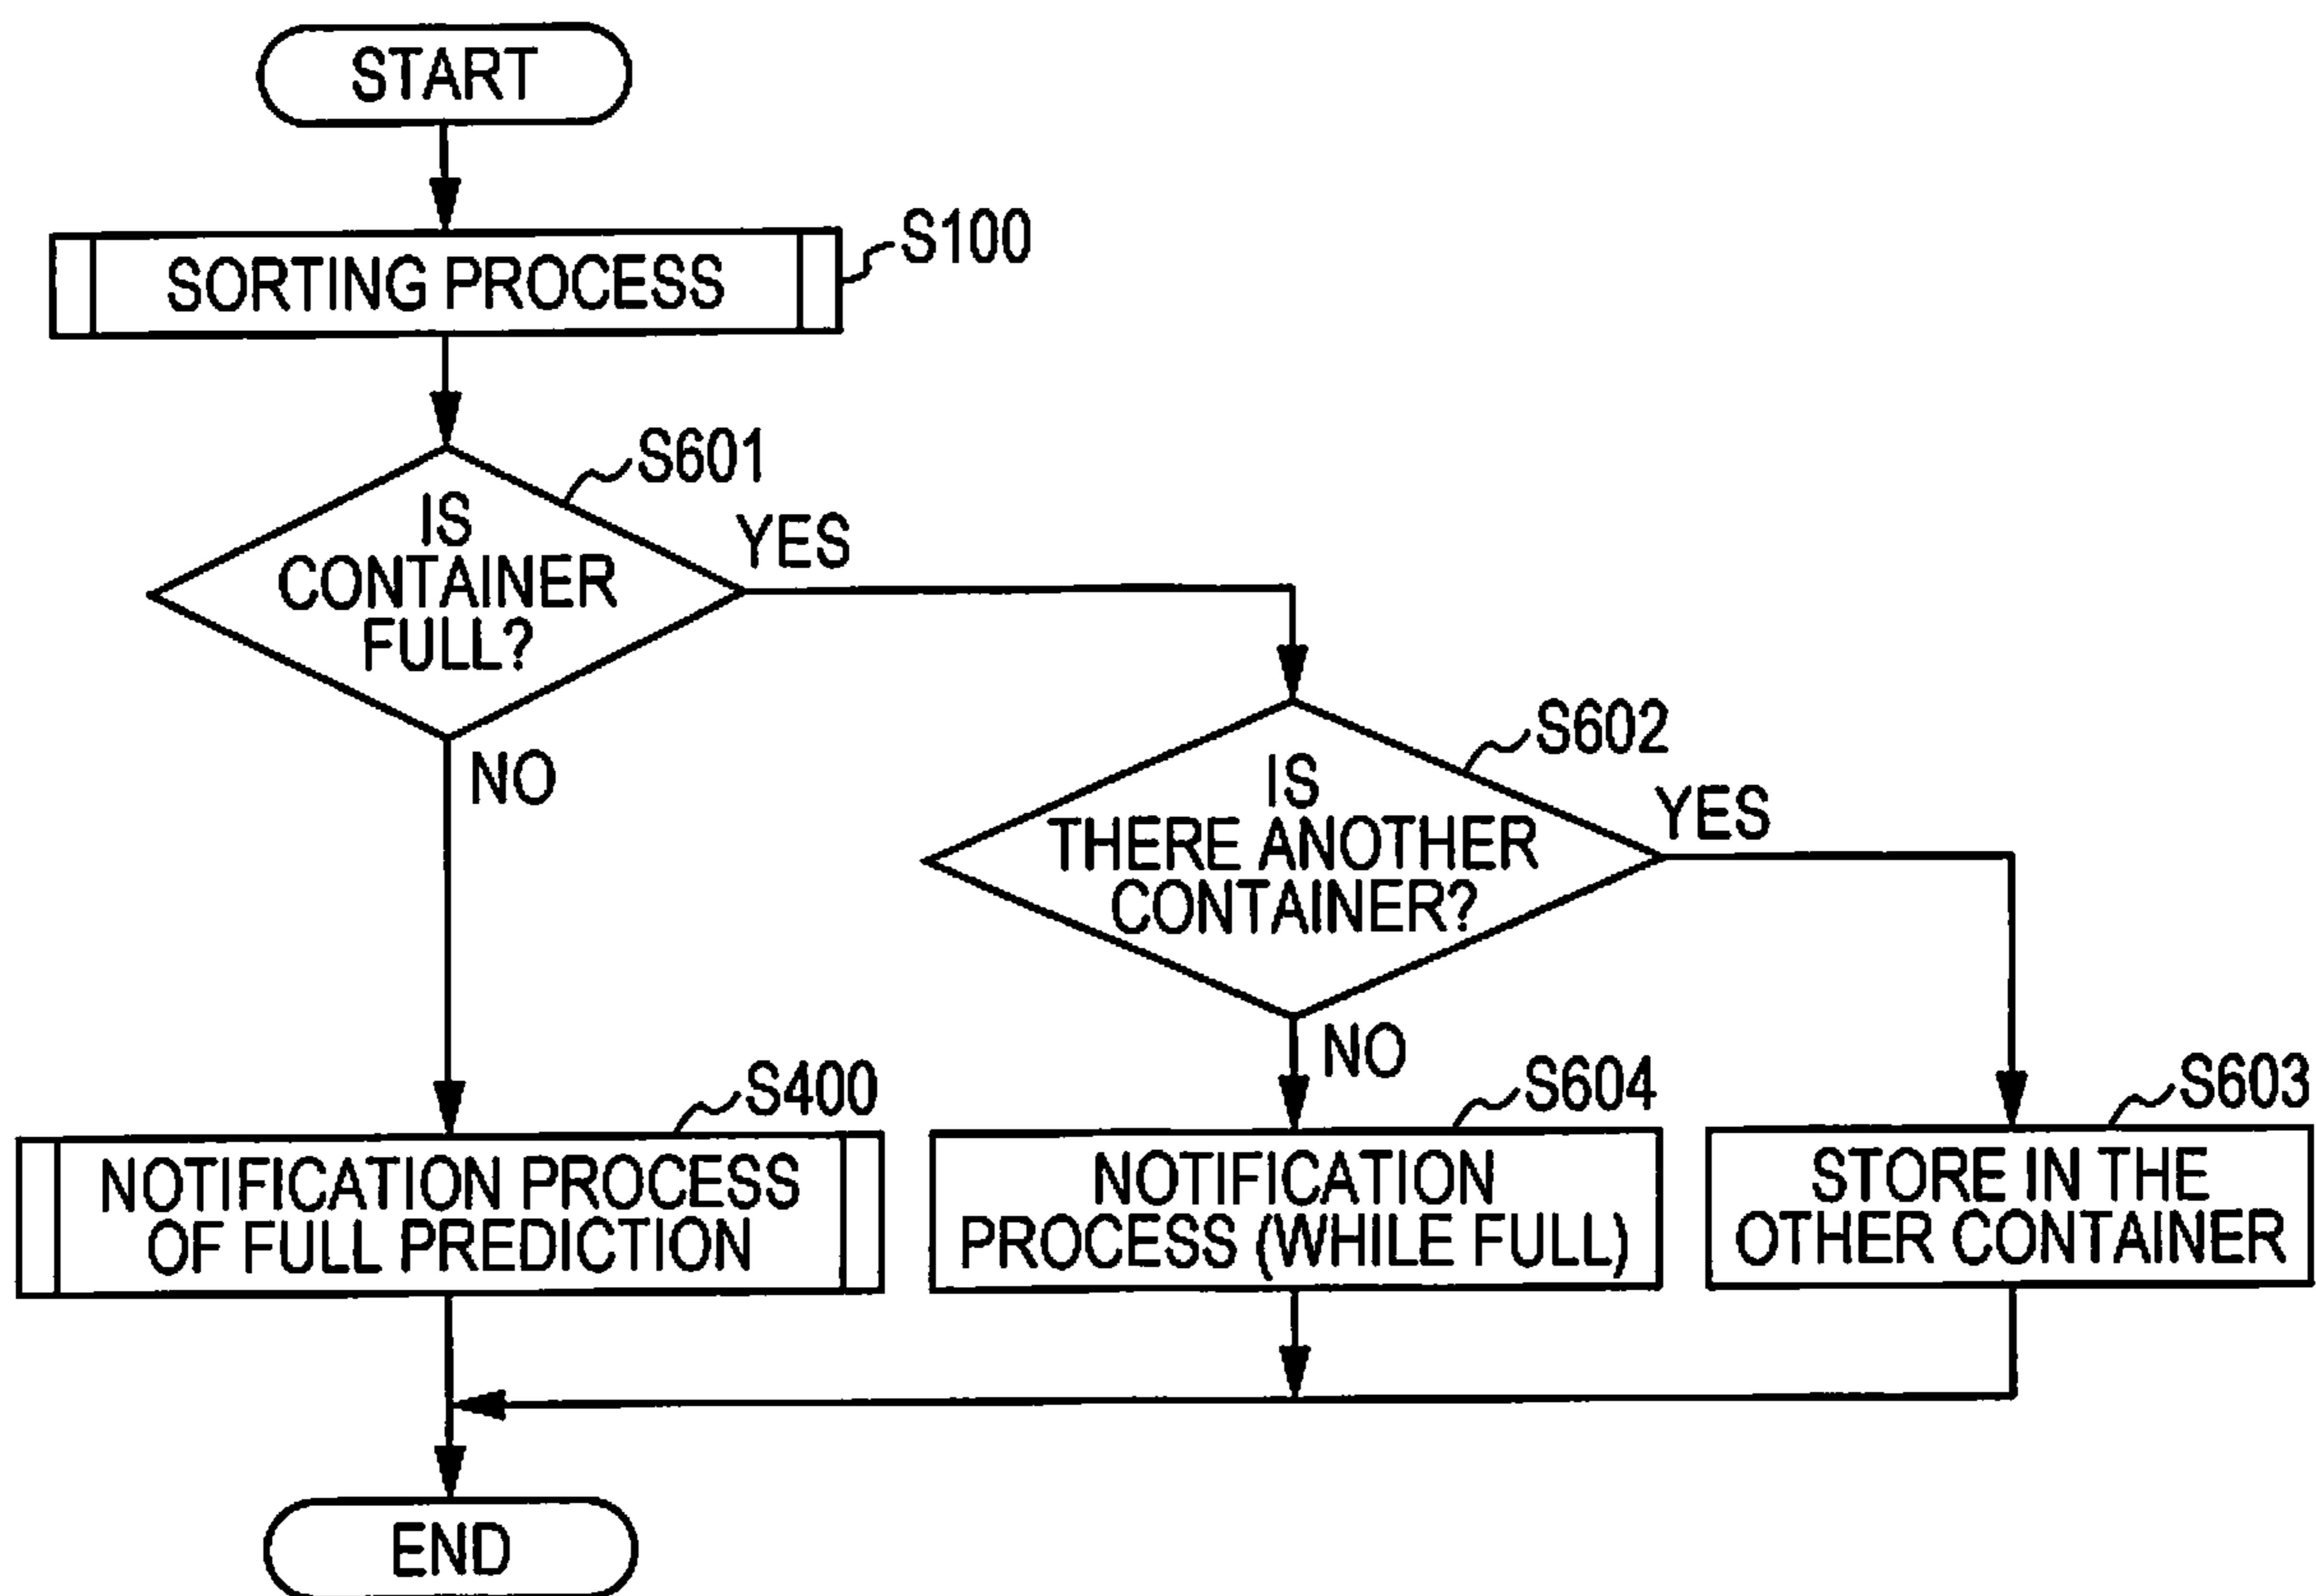 START
SORTING PROCESS
S100
S601
IS
CONTAINER
FULL?
YES
NO
S602
IS
THERE ANOTHER
CONTAINER?
YES
NO
S400
NOTIFICATION PROCESS
OF FULL PREDICTION
S604
NOTIFICATION
PROCESS (WHILE FULL)
S603
STORE IN THE
OTHER CONTAINER
END